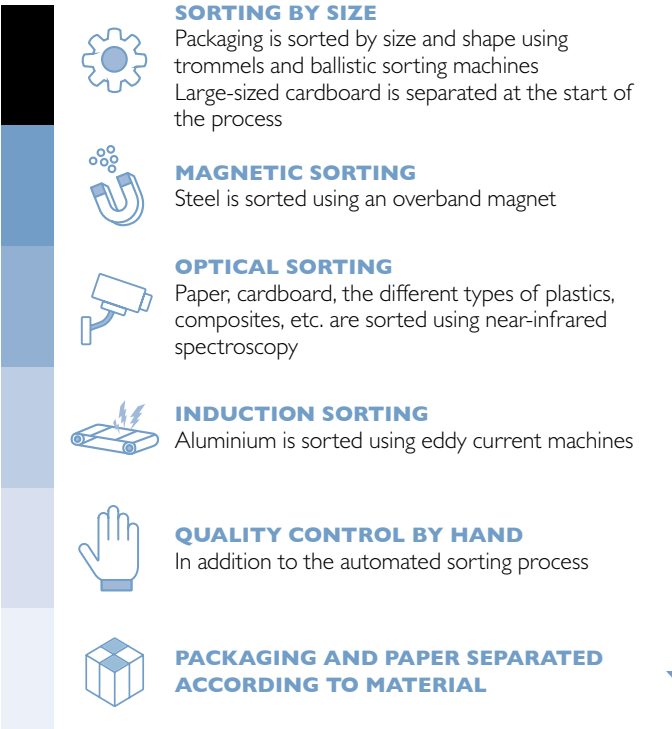 SORTING BY SIZE
Packaging is sorted by size and shape using
trommels and ballistic sorting machines
Large-sized cardboard is separated at the start of
the process
MAGNETIC SORTING
Steel is sorted using an overband magnet
OPTICAL SORTING
Paper, cardboard, the different types of plastics,
composites, etc. are sorted using near-infrared
spectroscopy
INDUCTION SORTING
Aluminium is sorted using eddy current machines
QUALITY CONTROL BY HAND
In addition to the automated sorting process
PACKAGING AND PAPER SEPARATED
ACCORDING TO MATERIAL